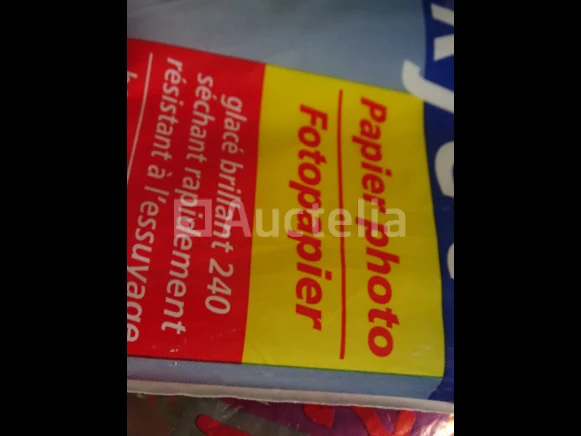 Papier photo
Fotopapier
glacé brillant 240
séchant rapidement
résistant à l'essuyage
Auctelia